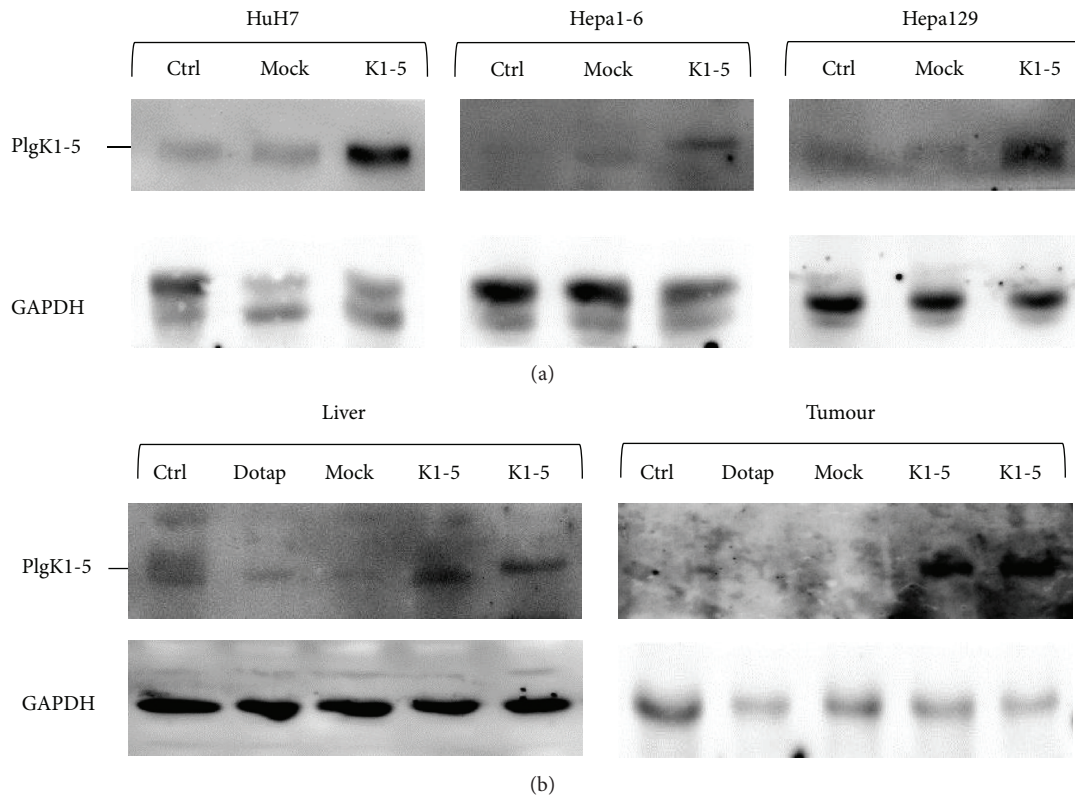 HuH7 Hepa1-6 Hepa129
Ctrl Mock K1-5 Ctrl Mock K1-5 Ctrl Mock K1-5
PlgK1-5
GAPDH
(a)
Liver Tumour
Ctrl Dotap Mock K1-5 K1-5 Ctrl Dotap Mock K1-5 K1-5
PlgK1-5
GAPDH
(b)